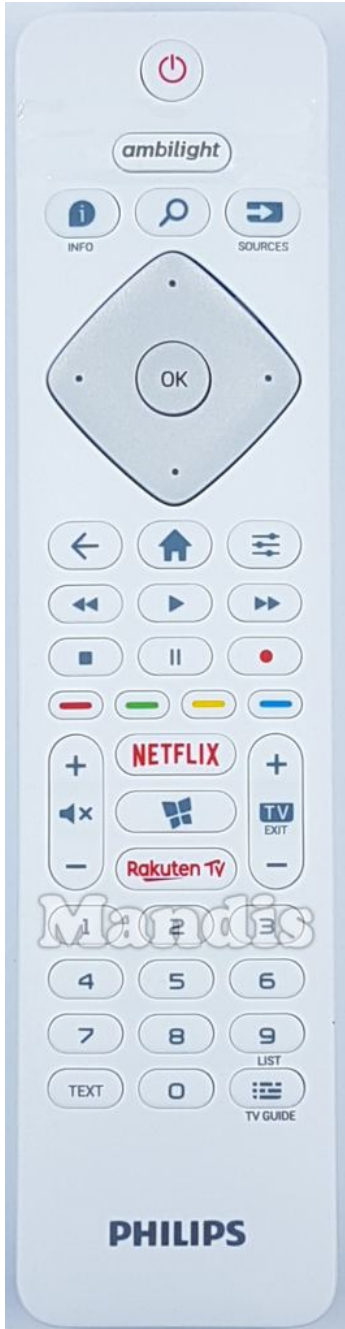 ambilight
INFO
SOURCES
OK
NETFLIX
TV
EXIT
Rakuten TV
Mandis
1 2 3
4 5 6
7 8 9
LIST
TEXT 0
TV GUIDE
PHILIPS